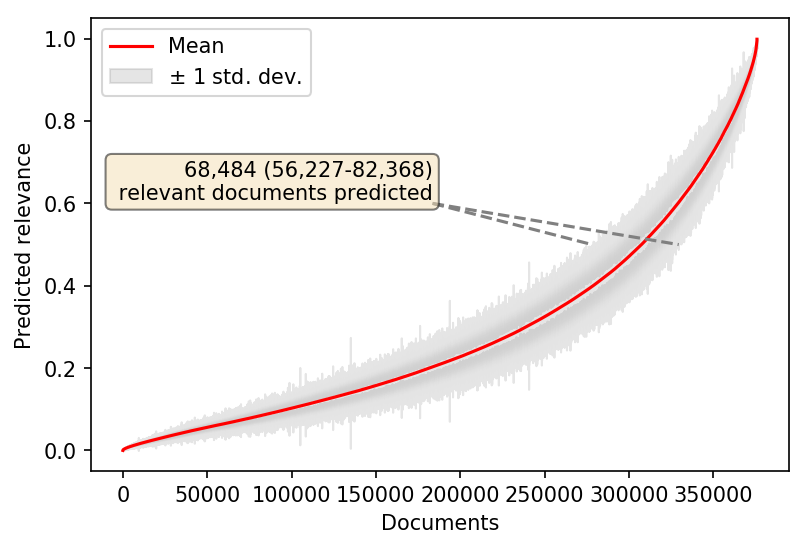 1.0
0.8
0.6
0.4
0.2
0.0
Predicted relevance
Mean
± 1 std. dev.
68,484 (56,227-82,368)
relevant documents predicted
0 50000 100000 150000 200000 250000 300000 350000
Documents